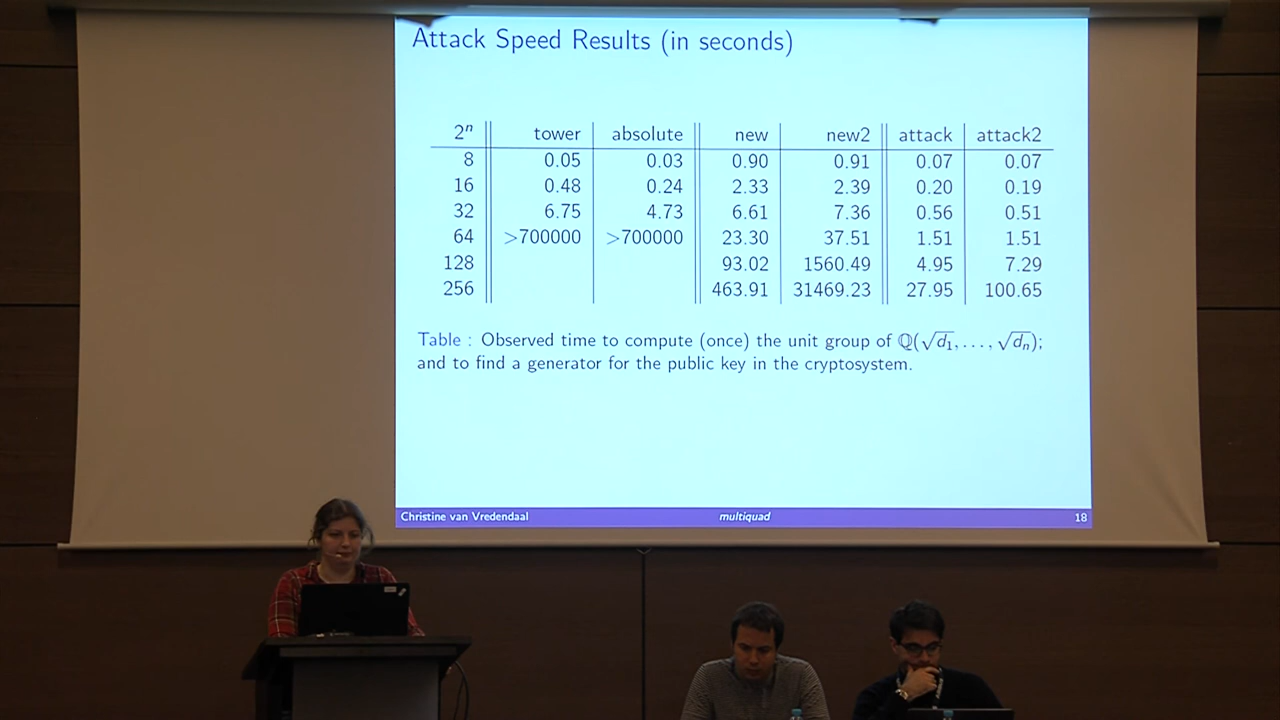 Attack Speed Results (in seconds)
2ⁿ tower absolute new new2 attack attack2
8 0.05 0.03 0.90 0.91 0.07 0.07
16 0.48 0.24 2.33 2.39 0.20 0.19
32 6.75 4.73 6.61 7.36 0.56 0.51
64 >700000 >700000 23.30 37.51 1.51 1.51
128 93.02 1560.49 4.95 7.29
256 463.91 31469.23 27.95 100.65
Table : Observed time to compute (once) the unit group of ℚ(√d₁, . . . , √dₙ);
and to find a generator for the public key in the cryptosystem.
Christine van Vredendaal multiquad 18